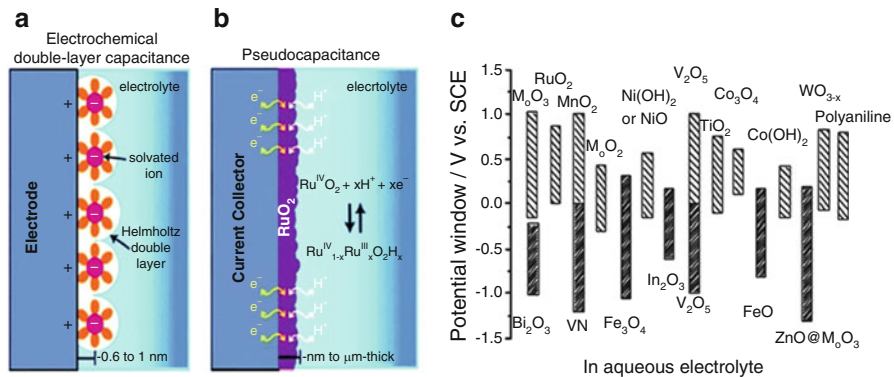 a
Electrochemical
double-layer capacitance
electrolyte
+ −
+ −
solvated
ion
+ −
Helmholtz
double
layer
+ −
+ −
Electrode
-0.6 to 1 nm
b
Pseudocapacitance
elecrtolyte
e⁻ H⁺
e⁻ H⁺
e⁻ H⁺
Current Collector
RuO₂
RuᴵⱽO₂ + xH⁺ + xe⁻
Ruᴵⱽ₁₋ₓRuᴵᴵᴵₓO₂Hₓ
e⁻ H⁺
e⁻ H⁺
e⁻ H⁺
-nm to μm-thick
c
Potential window / V vs. SCE
1.5
1.0
0.5
0.0
-0.5
-1.0
-1.5
MₒO₃
RuO₂
MnO₂
MₒO₂
Ni(OH)₂
or NiO
V₂O₅
TiO₂
Co₃O₄
Co(OH)₂
WO₃₋ₓ
Polyaniline
Bi₂O₃
VN
Fe₃O₄
In₂O₃
V₂O₅
FeO
ZnO@MₒO₃
In aqueous electrolyte